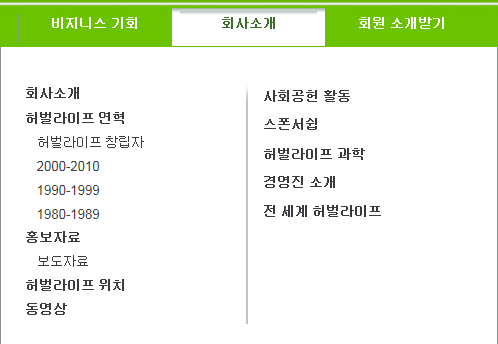 비지니스 기회
회사소개
회원 소개받기
회사소개
허벌라이프 연혁
허벌라이프 창립자
2000-2010
1990-1999
1980-1989
홍보자료
보도자료
허벌라이프 위치
동영상
사회공헌 활동
스폰서쉽
허벌라이프 과학
경영진 소개
전 세계 허벌라이프